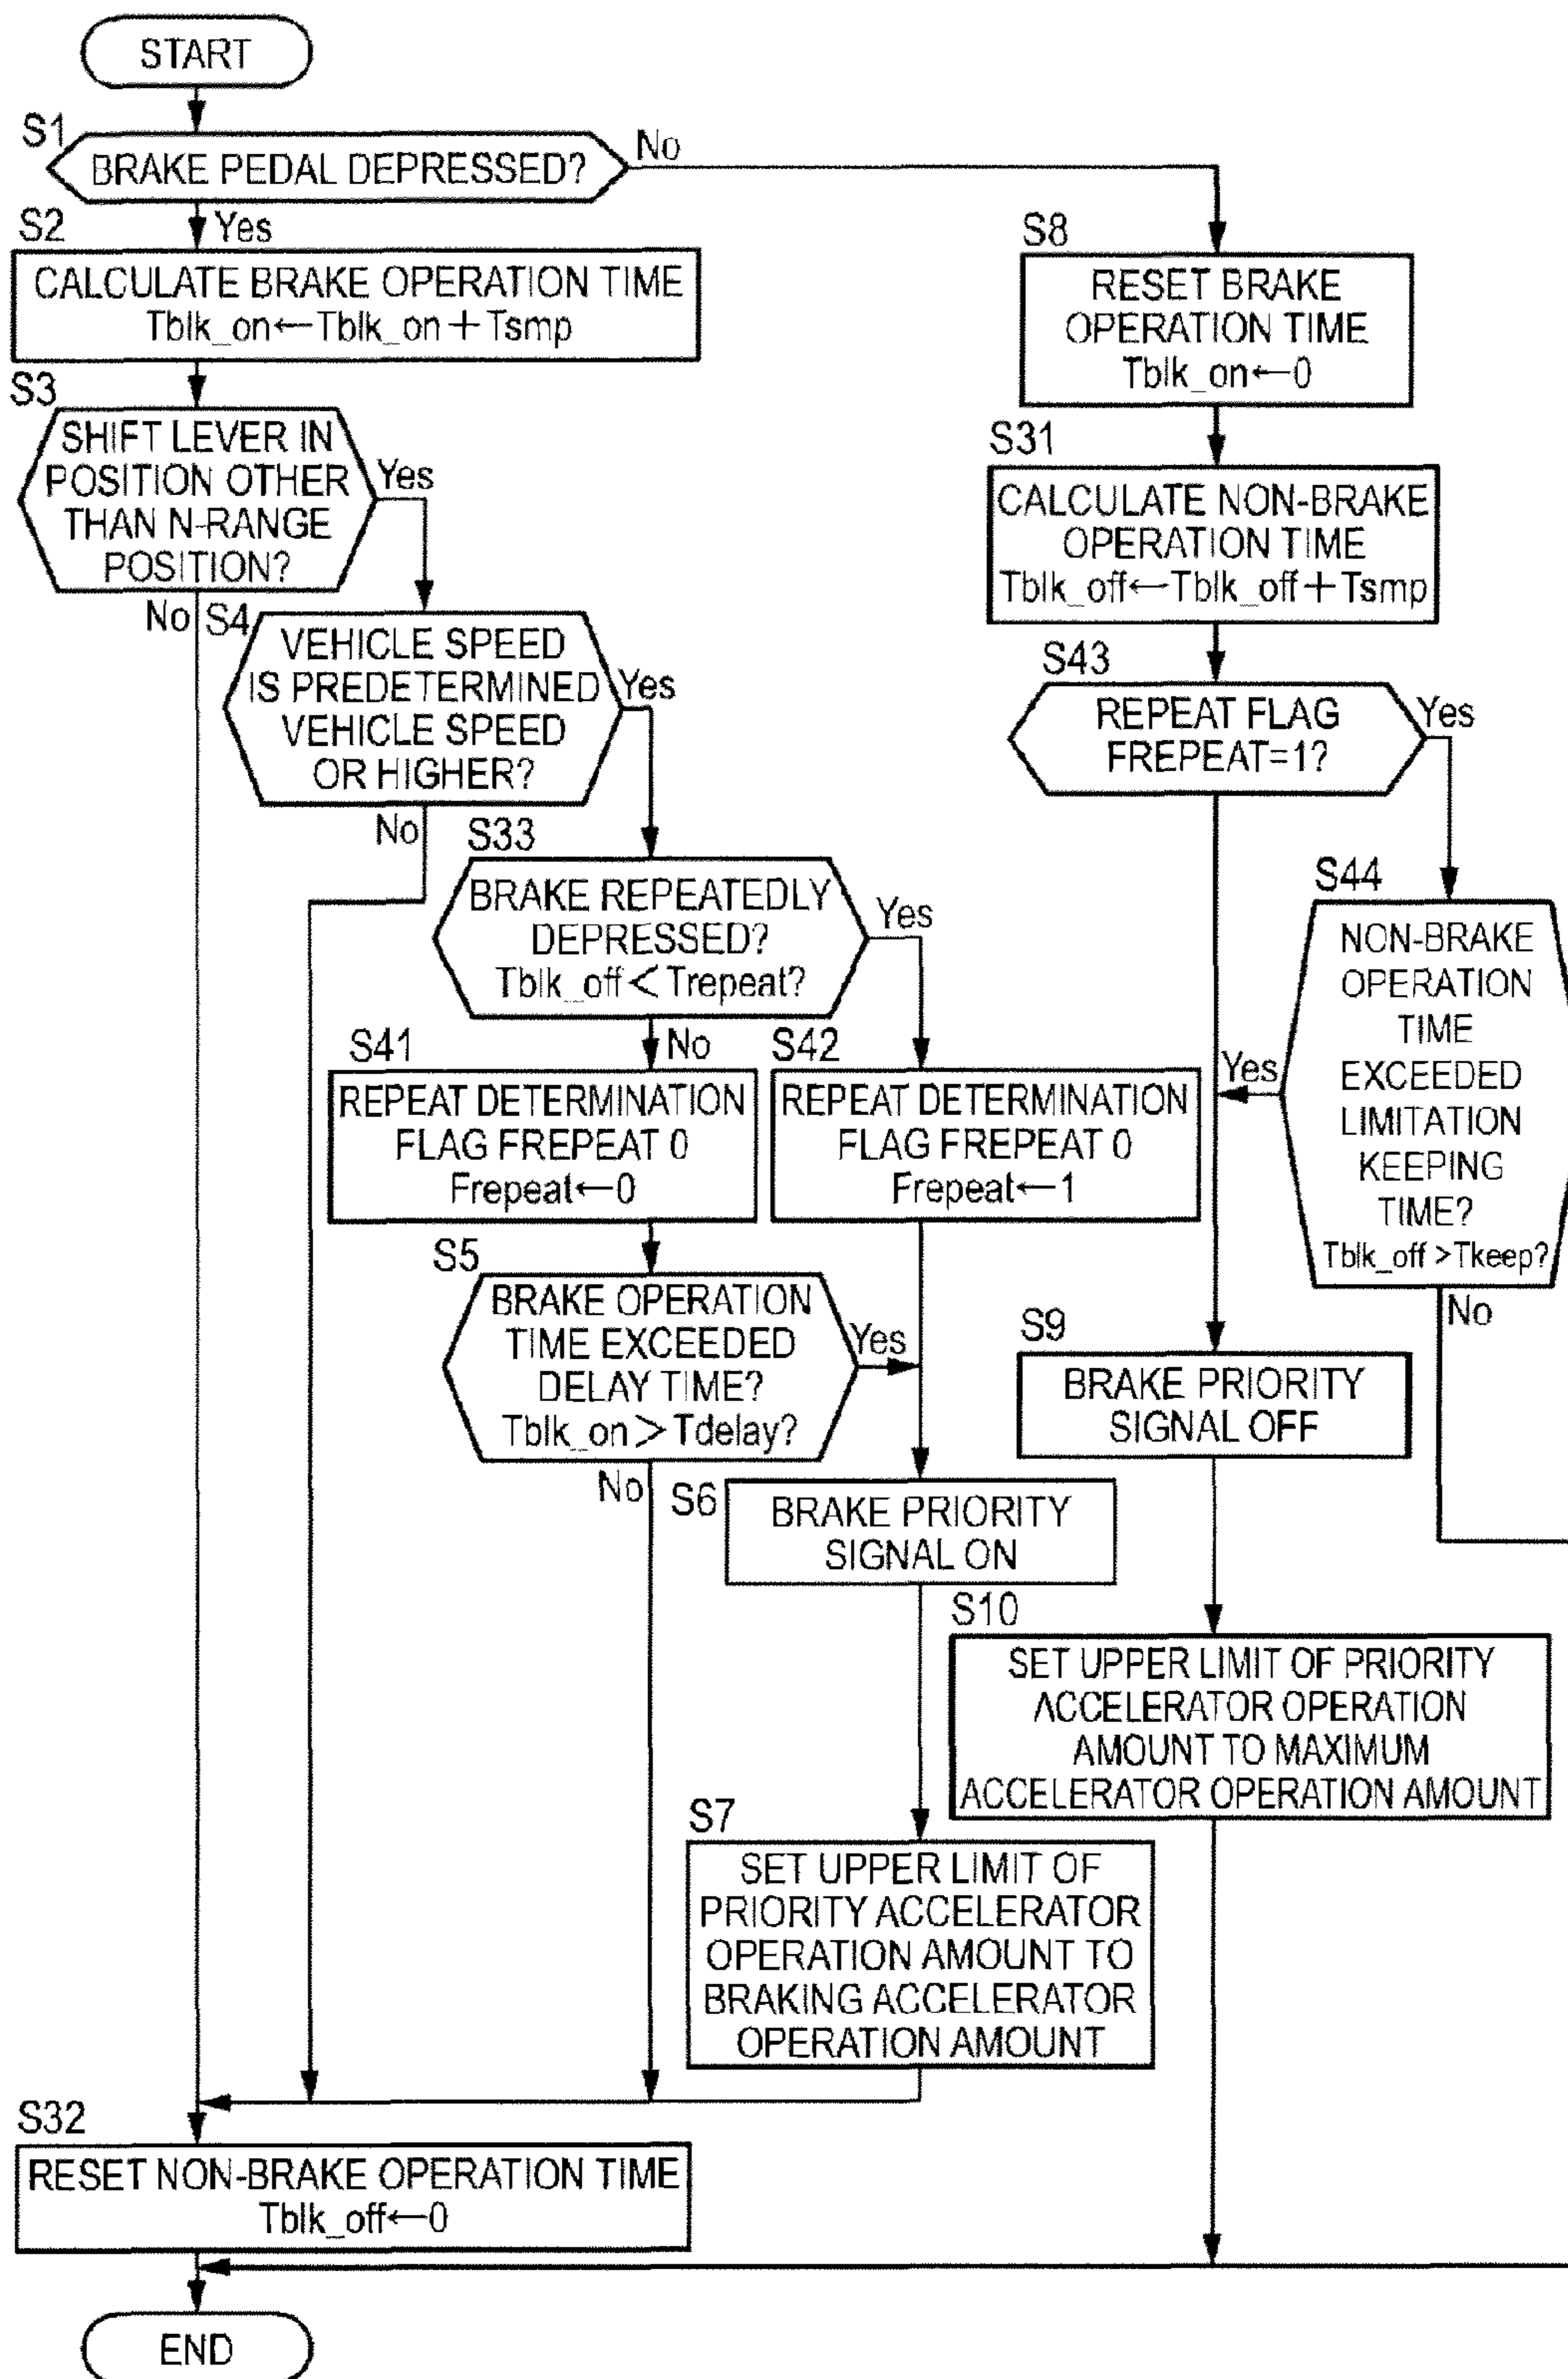 START
S1
BRAKE PEDAL DEPRESSED?
No
Yes
S2
CALCULATE BRAKE OPERATION TIME
Tblk_on←Tblk_on+Tsmp
S3
SHIFT LEVER IN
POSITION OTHER
THAN N-RANGE
POSITION?
Yes
No
S4
VEHICLE SPEED
IS PREDETERMINED
VEHICLE SPEED
OR HIGHER?
Yes
No
S33
BRAKE REPEATEDLY
DEPRESSED?
Tblk_off<Trepeat?
Yes
No
S41
REPEAT DETERMINATION
FLAG FREPEAT 0
Frepeat←0
S42
REPEAT DETERMINATION
FLAG FREPEAT 0
Frepeat←1
S5
BRAKE OPERATION
TIME EXCEEDED
DELAY TIME?
Tblk_on>Tdelay?
Yes
No
S6
BRAKE PRIORITY
SIGNAL ON
S7
SET UPPER LIMIT OF
PRIORITY ACCELERATOR
OPERATION AMOUNT TO
BRAKING ACCELERATOR
OPERATION AMOUNT
S32
RESET NON-BRAKE OPERATION TIME
Tblk_off←0
END
S8
RESET BRAKE
OPERATION TIME
Tblk_on←0
S31
CALCULATE NON-BRAKE
OPERATION TIME
Tblk_off←Tblk_off+Tsmp
S43
REPEAT FLAG
FREPEAT=1?
Yes
S44
NON-BRAKE
OPERATION
TIME
EXCEEDED
LIMITATION
KEEPING
TIME?
Tblk_off>Tkeep?
Yes
No
S9
BRAKE PRIORITY
SIGNAL OFF
S10
SET UPPER LIMIT OF PRIORITY
ACCELERATOR OPERATION
AMOUNT TO MAXIMUM
ACCELERATOR OPERATION AMOUNT